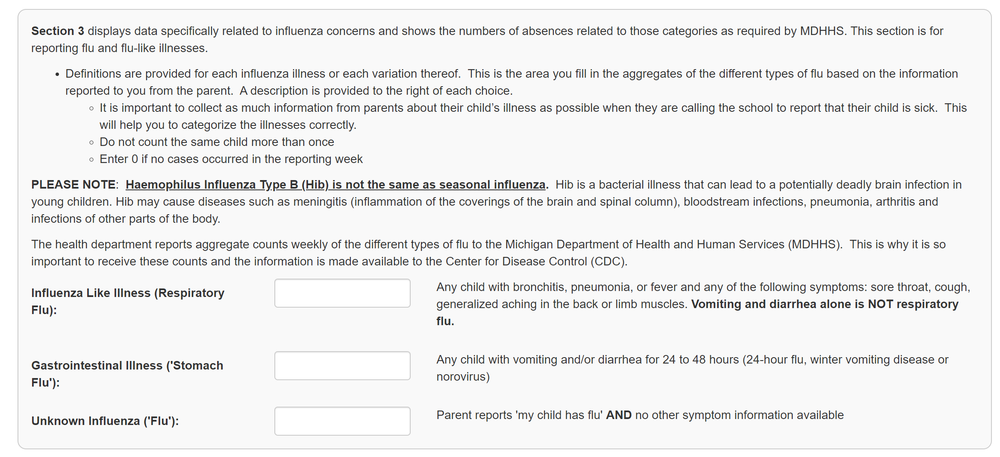 Section 3 displays data specifically related to influenza concerns and shows the numbers of absences related to those categories as required by MDHHS. This section is for
reporting flu and flu-like illnesses.
• Definitions are provided for each influenza illness or each variation thereof.  This is the area you fill in the aggregates of the different types of flu based on the information
reported to you from the parent.  A description is provided to the right of each choice.
◦ It is important to collect as much information from parents about their child’s illness as possible when they are calling the school to report that their child is sick.  This
will help you to categorize the illnesses correctly.
◦ Do not count the same child more than once
◦ Enter 0 if no cases occurred in the reporting week
PLEASE NOTE:  Haemophilus Influenza Type B (Hib) is not the same as seasonal influenza.  Hib is a bacterial illness that can lead to a potentially deadly brain infection in
young children. Hib may cause diseases such as meningitis (inflammation of the coverings of the brain and spinal column), bloodstream infections, pneumonia, arthritis and
infections of other parts of the body.
The health department reports aggregate counts weekly of the different types of flu to the Michigan Department of Health and Human Services (MDHHS).  This is why it is so
important to receive these counts and the information is made available to the Center for Disease Control (CDC).
Influenza Like Illness (Respiratory
Flu):
Any child with bronchitis, pneumonia, or fever and any of the following symptoms: sore throat, cough,
generalized aching in the back or limb muscles. Vomiting and diarrhea alone is NOT respiratory
flu.
Gastrointestinal Illness ('Stomach
Flu'):
Any child with vomiting and/or diarrhea for 24 to 48 hours (24-hour flu, winter vomiting disease or
norovirus)
Unknown Influenza ('Flu'):
Parent reports 'my child has flu' AND no other symptom information available